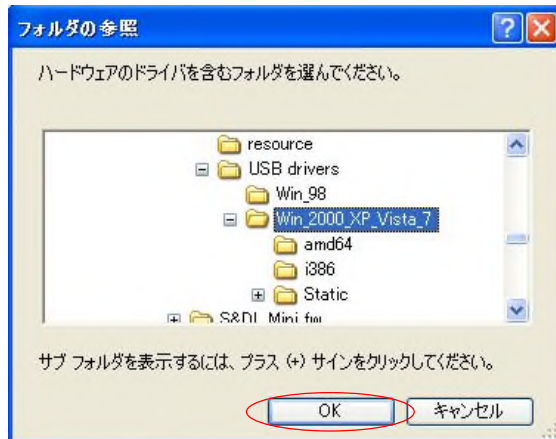 フォルダの参照
ハードウェアのドライバを含むフォルダを選んでください。
resource
USB drivers
Win_98
Win_2000_XP_Vista_7
amd64
i386
Static
S&DL Mini fw
サブ フォルダを表示するには、プラス (+) サインをクリックしてください。
OK キャンセル